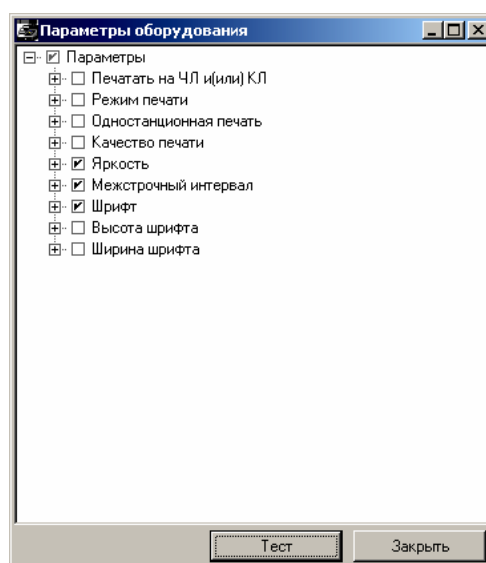 Параметры оборудования
Параметры
Печатать на ЧЛ и(или) КЛ
Режим печати
Одностанционная печать
Качество печати
Яркость
Межстрочный интервал
Шрифт
Высота шрифта
Ширина шрифта
Тест
Закрыть